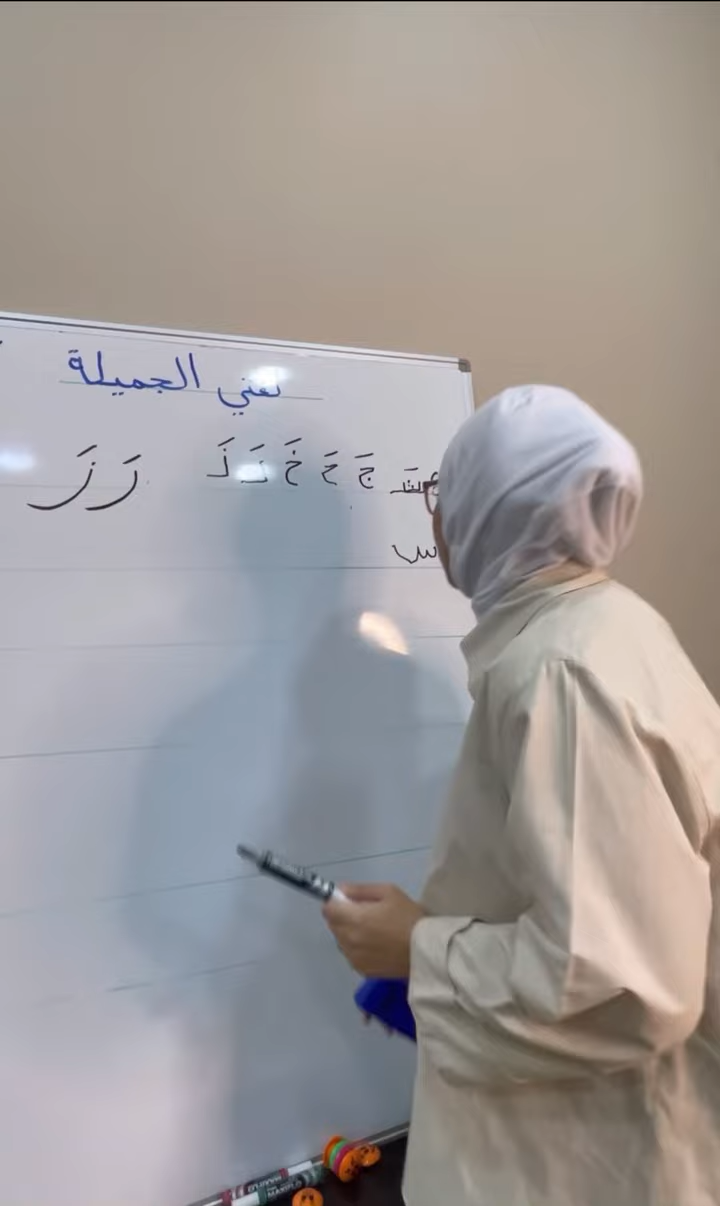 لغتي الجميلة
جَ حَ خَ دَ ذَ رَ زَ
س